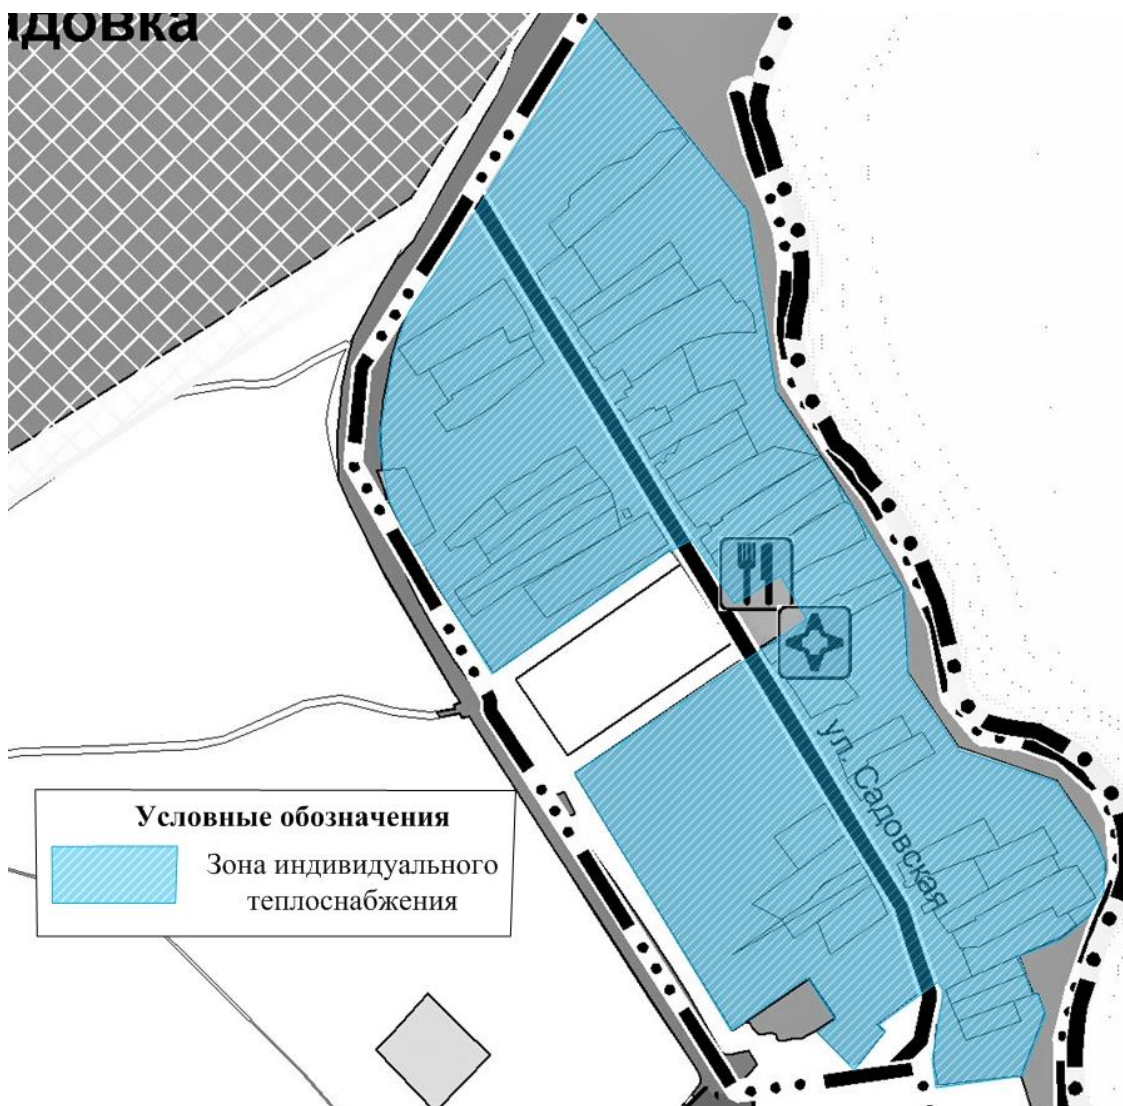 адовка
ул. Садовская
Условные обозначения
Зона индивидуального
теплоснабжения